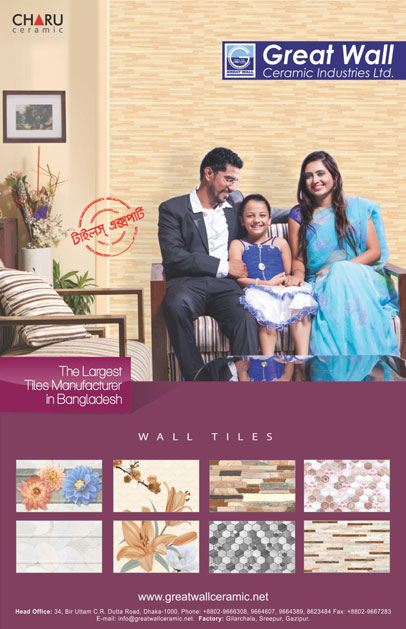 CHARU
ceramic
GREAT WALL
Great Wall
Ceramic Industries Ltd.
টাইলস এক্সপার্ট
The Largest
Tiles Manufacturer
in Bangladesh
WALL TILES
www.greatwallceramic.net
Head Office: 34, Bir Uttam C.R. Dutta Road, Dhaka-1000. Phone: +8802-9666308, 9664607, 9664389, 8623484 Fax: +8802-9667283
E-mail: info@greatwallceramic.net. Factory: Gilarchala, Sreepur, Gazipur.